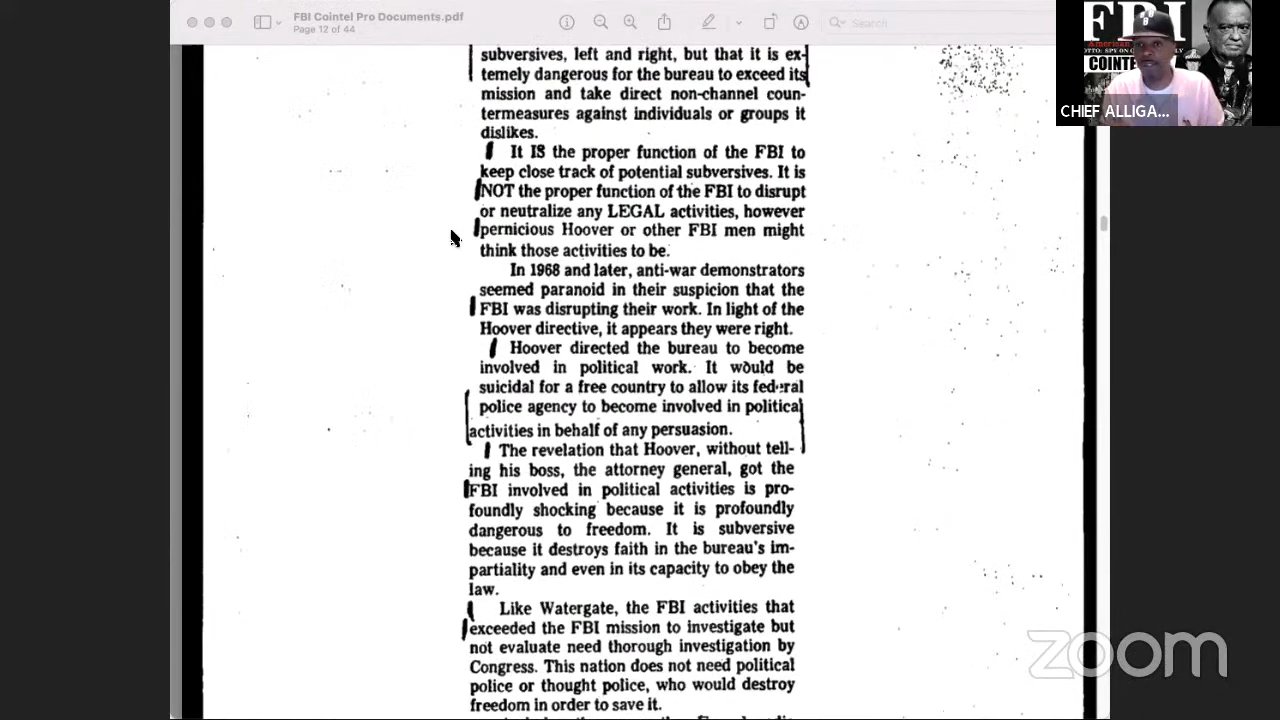 FBI Cointel Pro Documents.pdf
Page 12 of 44
Search
FBI
COINTE
CHIEF ALLIGA...
subversives, left and right, but that it is ex-
temely dangerous for the bureau to exceed its
mission and take direct non-channel coun-
termeasures against individuals or groups it
dislikes.
It IS the proper function of the FBI to
keep close track of potential subversives. It is
NOT the proper function of the FBI to disrupt
or neutralize any LEGAL activities, however
pernicious Hoover or other FBI men might
think those activities to be.
In 1968 and later, anti-war demonstrators
seemed paranoid in their suspicion that the
FBI was disrupting their work. In light of the
Hoover directive, it appears they were right.
Hoover directed the bureau to become
involved in political work. It would be
suicidal for a free country to allow its federal
police agency to become involved in political
activities in behalf of any persuasion.
The revelation that Hoover, without tell-
ing his boss, the attorney general, got the
FBI involved in political activities is pro-
foundly shocking because it is profoundly
dangerous to freedom. It is subversive
because it destroys faith in the bureau's im-
partiality and even in its capacity to obey the
law.
Like Watergate, the FBI activities that
exceeded the FBI mission to investigate but
not evaluate need thorough investigation by
Congress. This nation does not need political
police or thought police, who would destroy
freedom in order to save it.
zoom